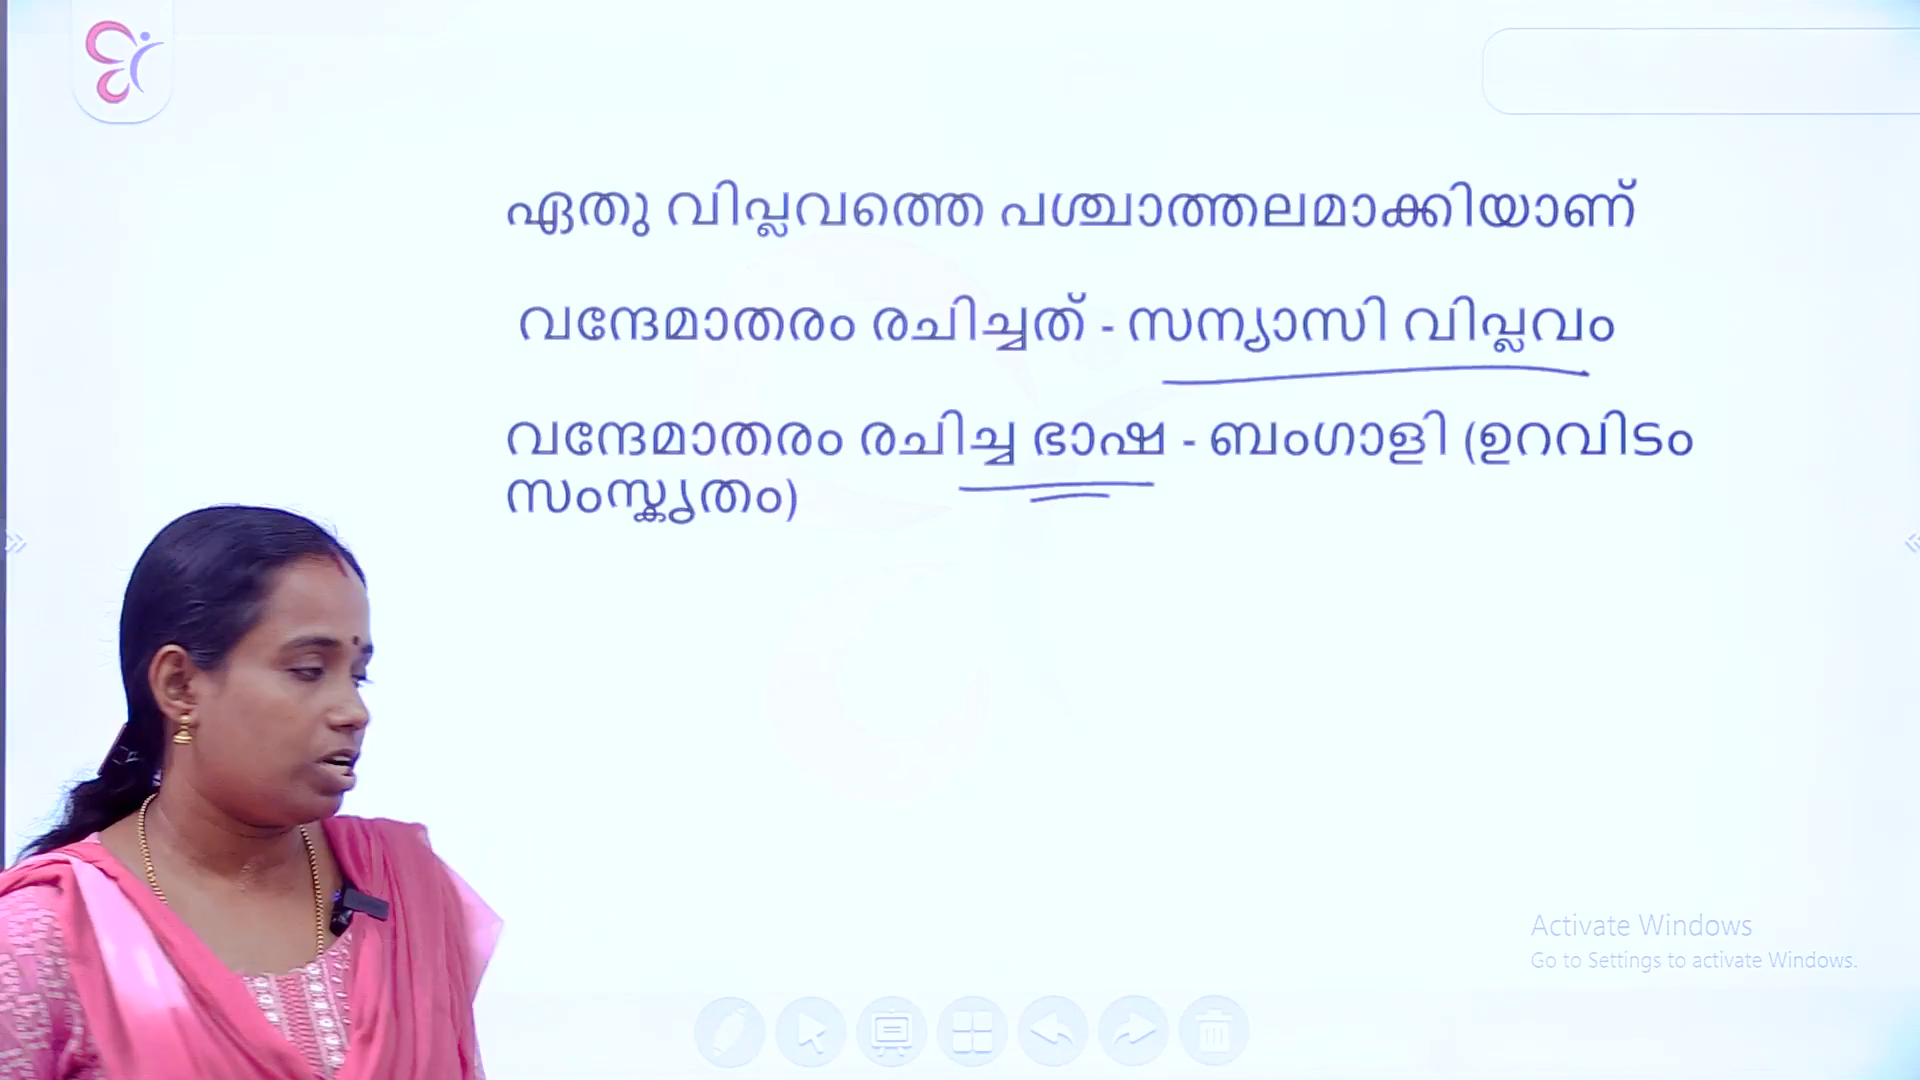 ഏതു വിപ്ലവത്തെ പശ്ചാത്തലമാക്കിയാണ്
വന്ദേമാതരം രചിച്ചത് - സന്യാസി വിപ്ലവം
വന്ദേമാതരം രചിച്ച ഭാഷ - ബംഗാളി (ഉറവിടം
സംസ്കൃതം)
Activate Windows
Go to Settings to activate Windows.